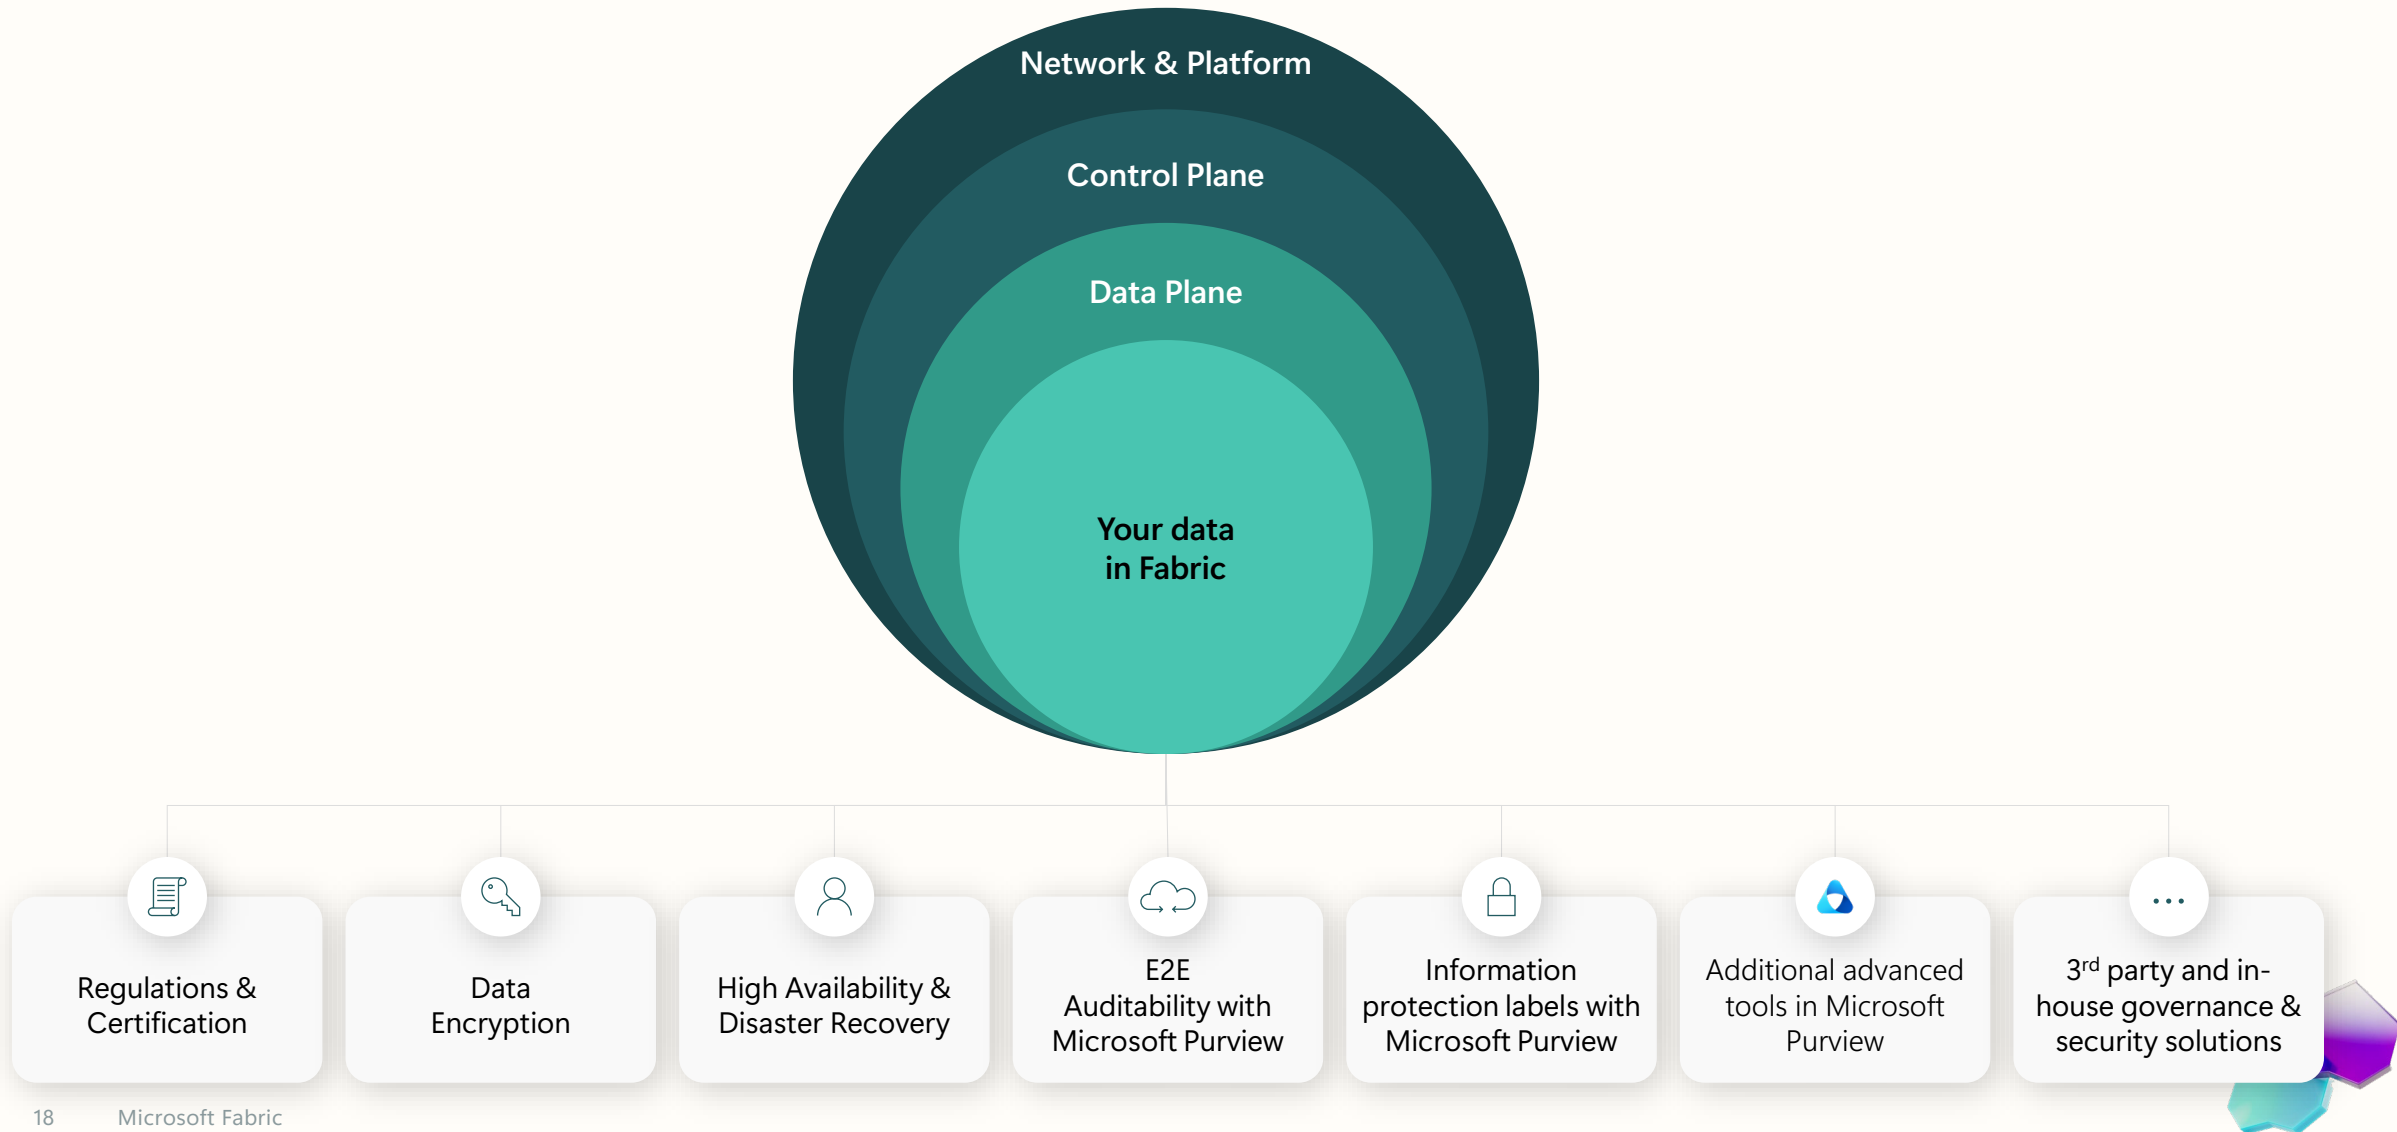 Network & Platform
Control Plane
Data Plane
Your data
in Fabric
Regulations &
Certification
Data
Encryption
High Availability &
Disaster Recovery
E2E
Auditability with
Microsoft Purview
Information
protection labels with
Microsoft Purview
Additional advanced
tools in Microsoft
Purview
3rd party and in-
house governance &
security solutions
18 Microsoft Fabric